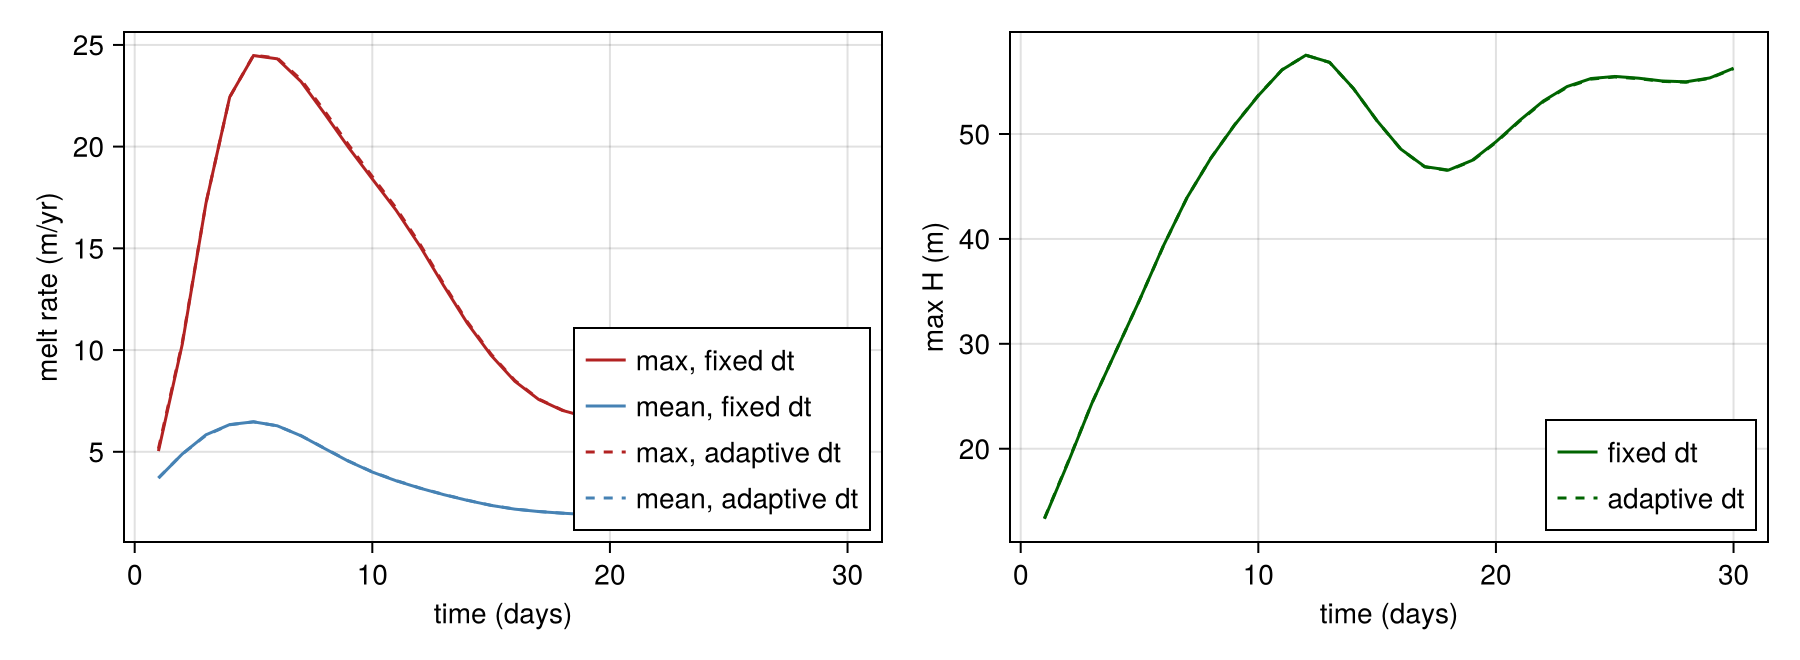 25
20
15
10
5
melt rate (m/yr)
max, fixed dt
mean, fixed dt
max, adaptive dt
mean, adaptive dt
0 10 20 30
time (days)
50
40
30
20
max H (m)
fixed dt
adaptive dt
0 10 20 30
time (days)